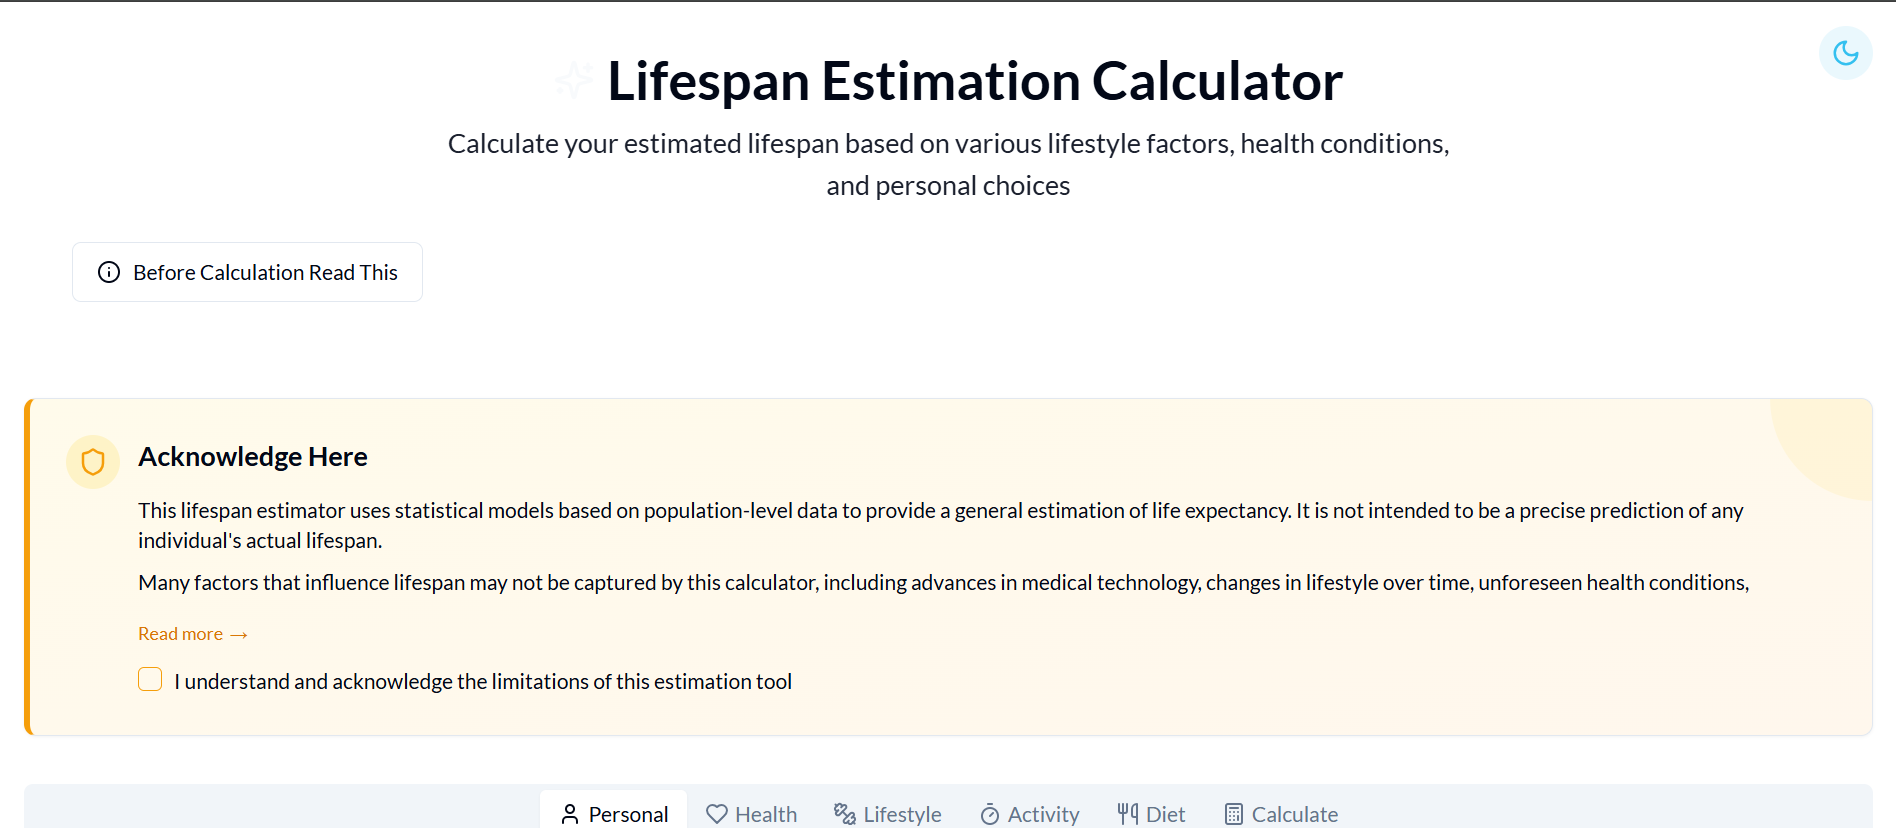 Lifespan Estimation Calculator
Calculate your estimated lifespan based on various lifestyle factors, health conditions,
and personal choices
Before Calculation Read This
Acknowledge Here
This lifespan estimator uses statistical models based on population-level data to provide a general estimation of life expectancy. It is not intended to be a precise prediction of any
individual's actual lifespan.
Many factors that influence lifespan may not be captured by this calculator, including advances in medical technology, changes in lifestyle over time, unforeseen health conditions,
Read more →
I understand and acknowledge the limitations of this estimation tool
Personal Health Lifestyle Activity Diet Calculate